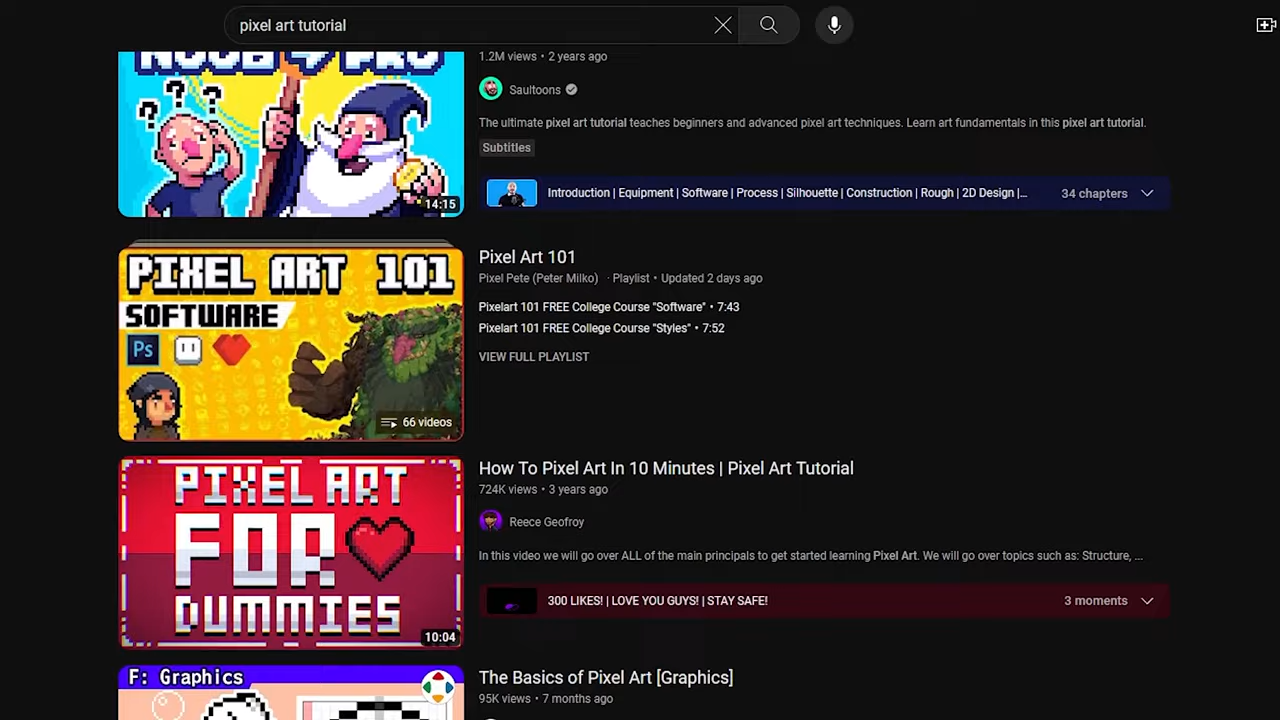 pixel art tutorial
NOOB PRO
? ? ?
14:15
1.2M views • 2 years ago
Saultoons
The ultimate pixel art tutorial teaches beginners and advanced pixel art techniques. Learn art fundamentals in this pixel art tutorial.
Subtitles
Introduction | Equipment | Software | Process | Silhouette | Construction | Rough | 2D Design |...
34 chapters
PIXEL ART 101
SOFTWARE
Ps
66 videos
Pixel Art 101
Pixel Pete (Peter Milko) · Playlist • Updated 2 days ago
Pixelart 101 FREE College Course "Software" • 7:43
Pixelart 101 FREE College Course "Styles" • 7:52
VIEW FULL PLAYLIST
PIXEL ART
FOR
DUMMIES
10:04
How To Pixel Art In 10 Minutes | Pixel Art Tutorial
724K views • 3 years ago
Reece Geofroy
In this video we will go over ALL of the main principals to get started learning Pixel Art. We will go over topics such as: Structure, ...
300 LIKES! | LOVE YOU GUYS! | STAY SAFE!
3 moments
F: Graphics
The Basics of Pixel Art [Graphics]
95K views • 7 months ago